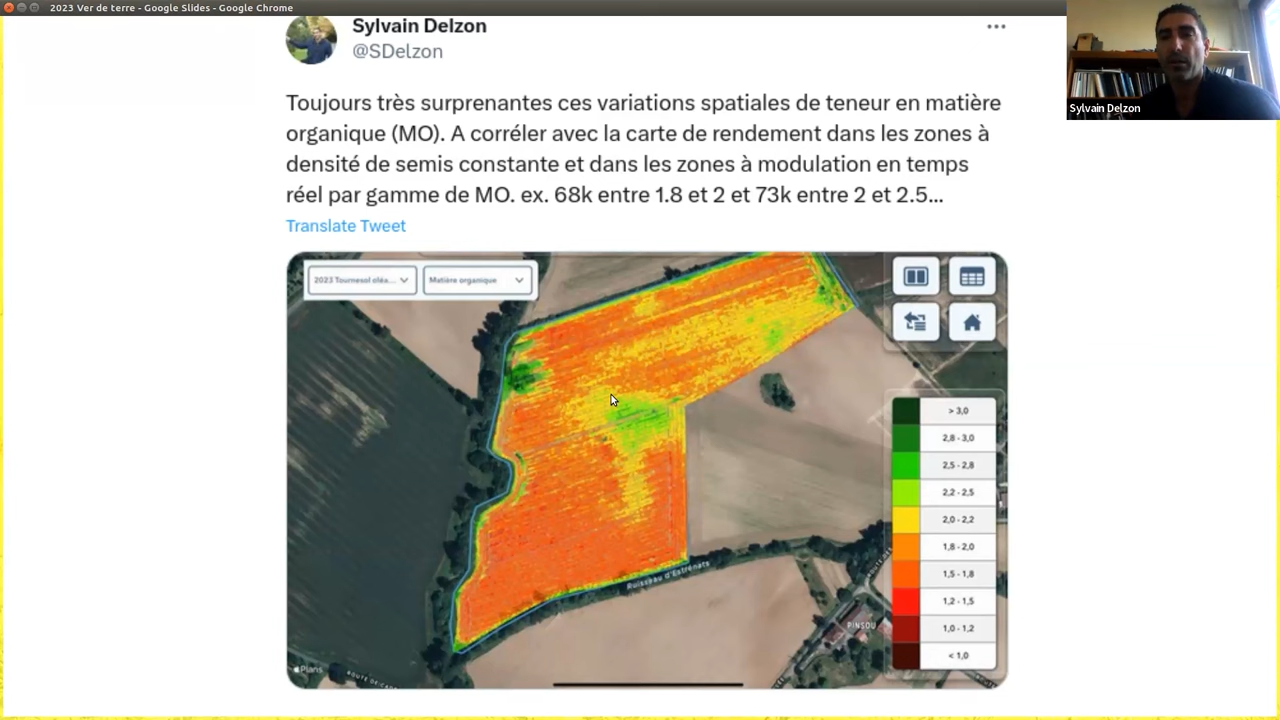 2023 Ver de terre - Google Slides - Google Chrome
Sylvain Delzon
@SDelzon
Sylvain Delzon
Toujours très surprenantes ces variations spatiales de teneur en matière
organique (MO). A corréler avec la carte de rendement dans les zones à
densité de semis constante et dans les zones à modulation en temps
réel par gamme de MO. ex. 68k entre 1.8 et 2 et 73k entre 2 et 2.5...
Translate Tweet
2023 Tournesol oléa...
Matière organique
> 3,0
2,8 - 3,0
2,5 - 2,8
2,2 - 2,5
2,0 - 2,2
1,8 - 2,0
1,5 - 1,8
1,2 - 1,5
1,0 - 1,2
< 1,0
Ruisseau d'Estrénats
PINSOU
Plans